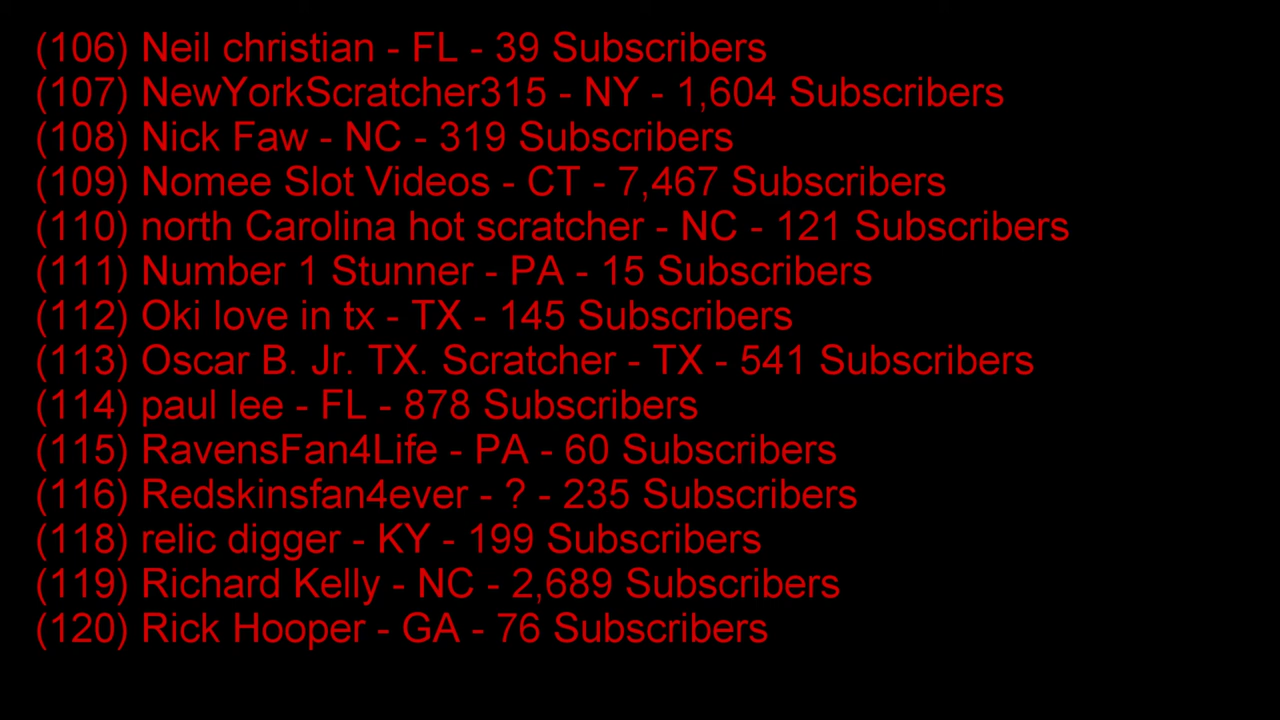 (106) Neil christian - FL - 39 Subscribers
(107) NewYorkScratcher315 - NY - 1,604 Subscribers
(108) Nick Faw - NC - 319 Subscribers
(109) Nomee Slot Videos - CT - 7,467 Subscribers
(110) north Carolina hot scratcher - NC - 121 Subscribers
(111) Number 1 Stunner - PA - 15 Subscribers
(112) Oki love in tx - TX - 145 Subscribers
(113) Oscar B. Jr. TX. Scratcher - TX - 541 Subscribers
(114) paul lee - FL - 878 Subscribers
(115) RavensFan4Life - PA - 60 Subscribers
(116) Redskinsfan4ever - ? - 235 Subscribers
(118) relic digger - KY - 199 Subscribers
(119) Richard Kelly - NC - 2,689 Subscribers
(120) Rick Hooper - GA - 76 Subscribers